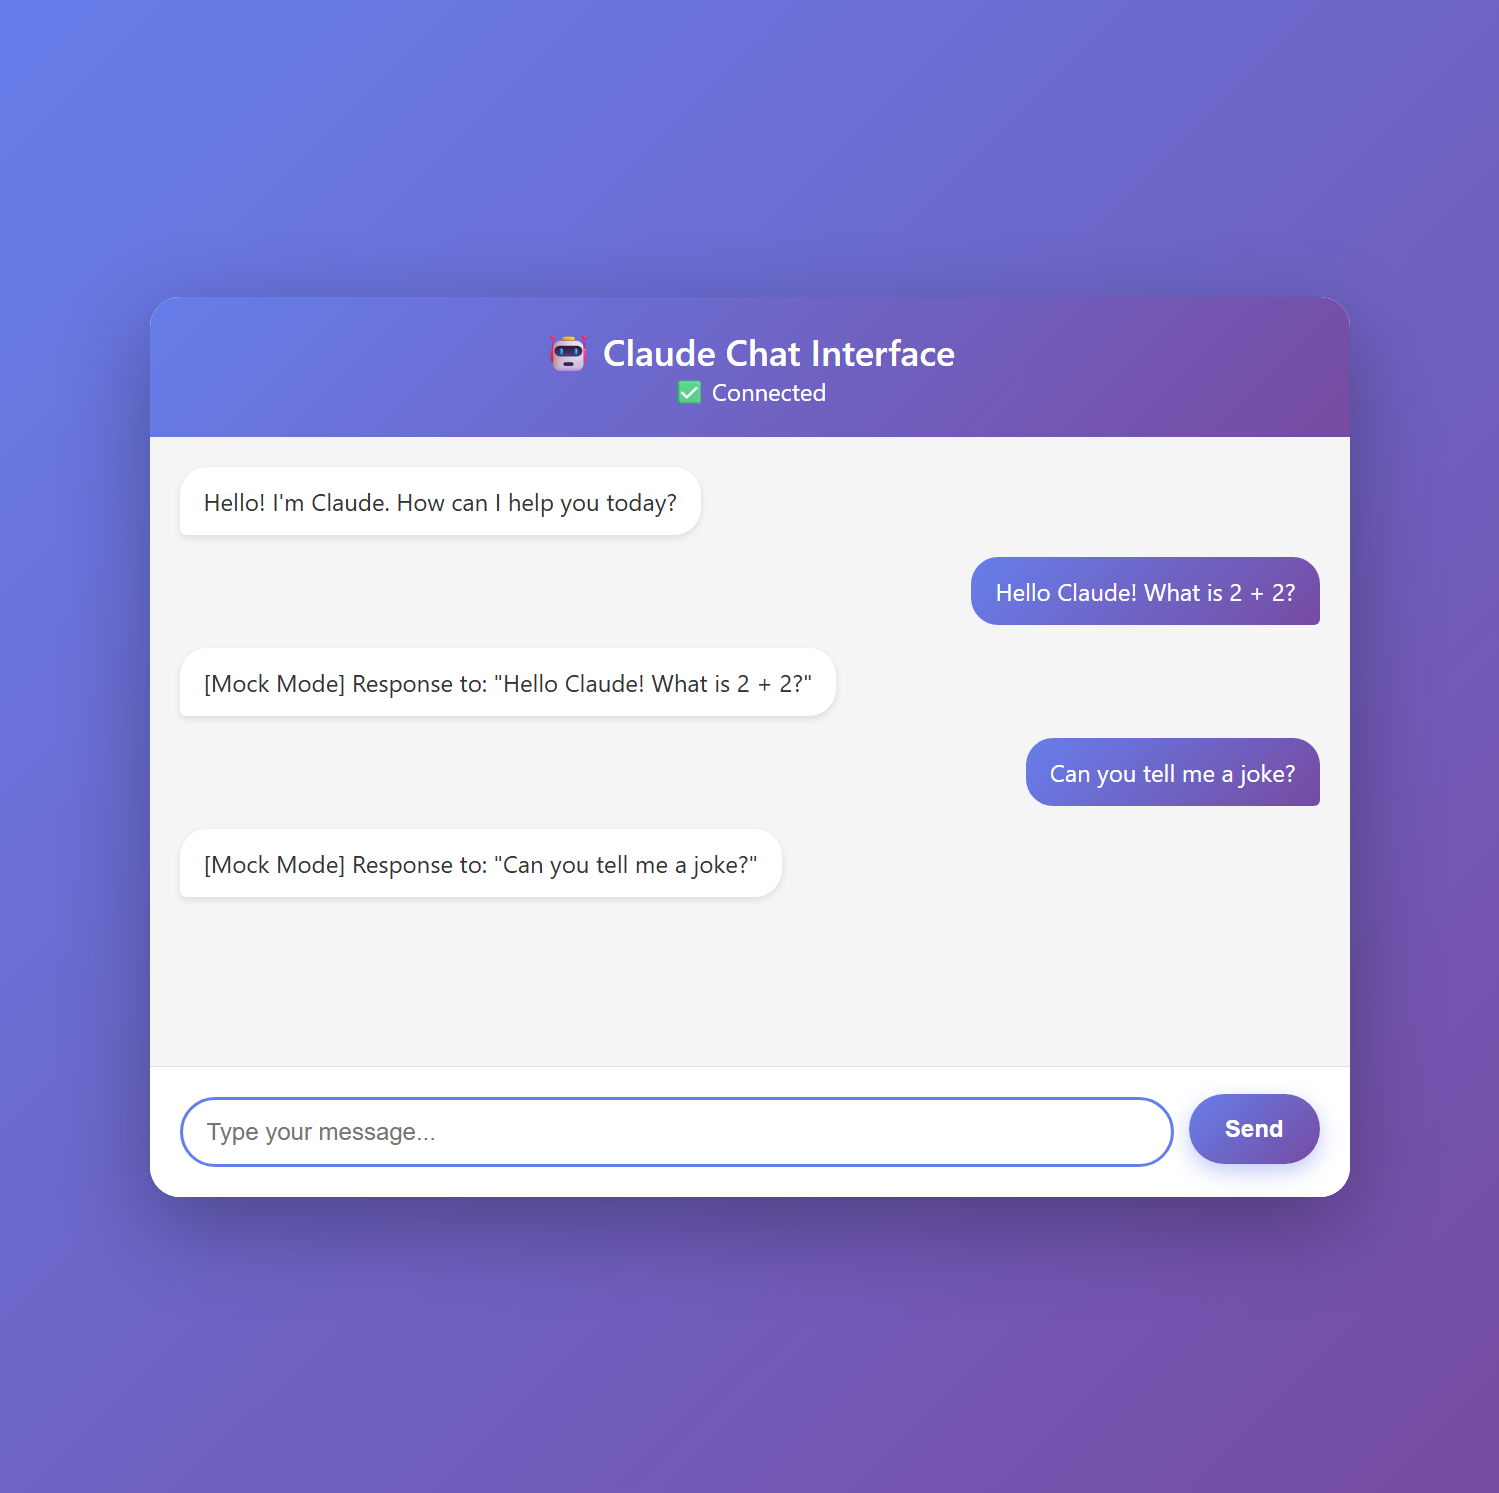 🤖 Claude Chat Interface
✅ Connected
Hello! I'm Claude. How can I help you today?
Hello Claude! What is 2 + 2?
[Mock Mode] Response to: "Hello Claude! What is 2 + 2?"
Can you tell me a joke?
[Mock Mode] Response to: "Can you tell me a joke?"
Type your message...
Send